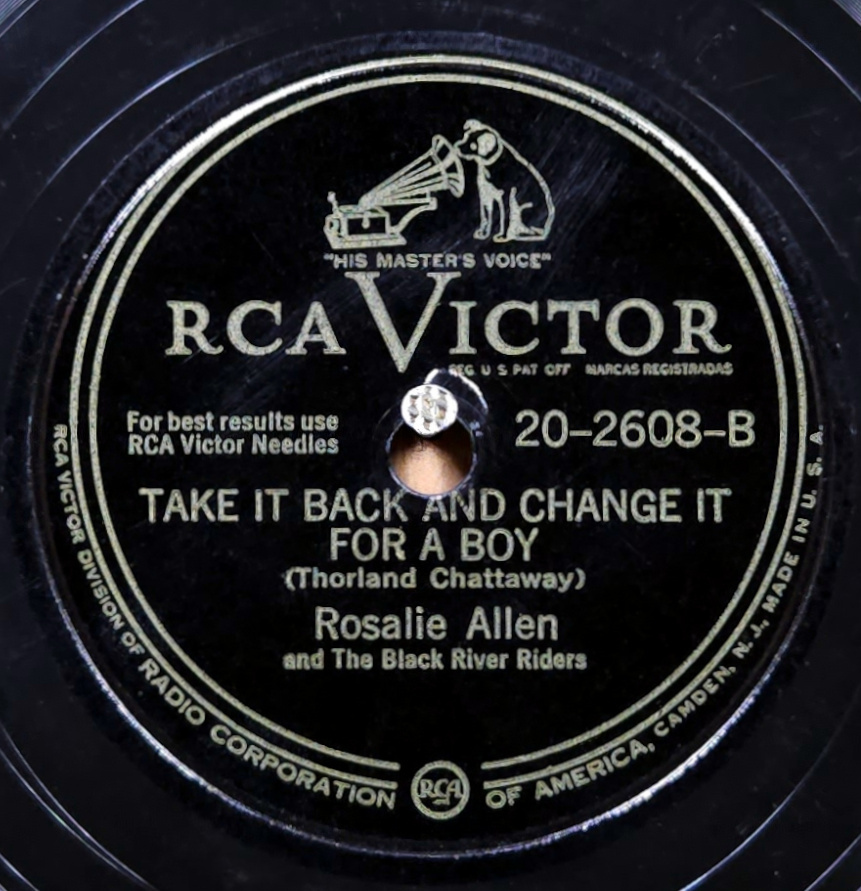 "HIS MASTER'S VOICE"
RCA VICTOR
REG. U S PAT OFF MARCAS REGISTRADAS
For best results use
RCA Victor Needles
20-2608-B
TAKE IT BACK AND CHANGE IT
FOR A BOY
(Thorland Chattaway)
Rosalie Allen
and The Black River Riders
RCA VICTOR DIVISION OF RADIO CORPORATION OF AMERICA, CAMDEN, N. J., MADE IN U. S. A.
RCA